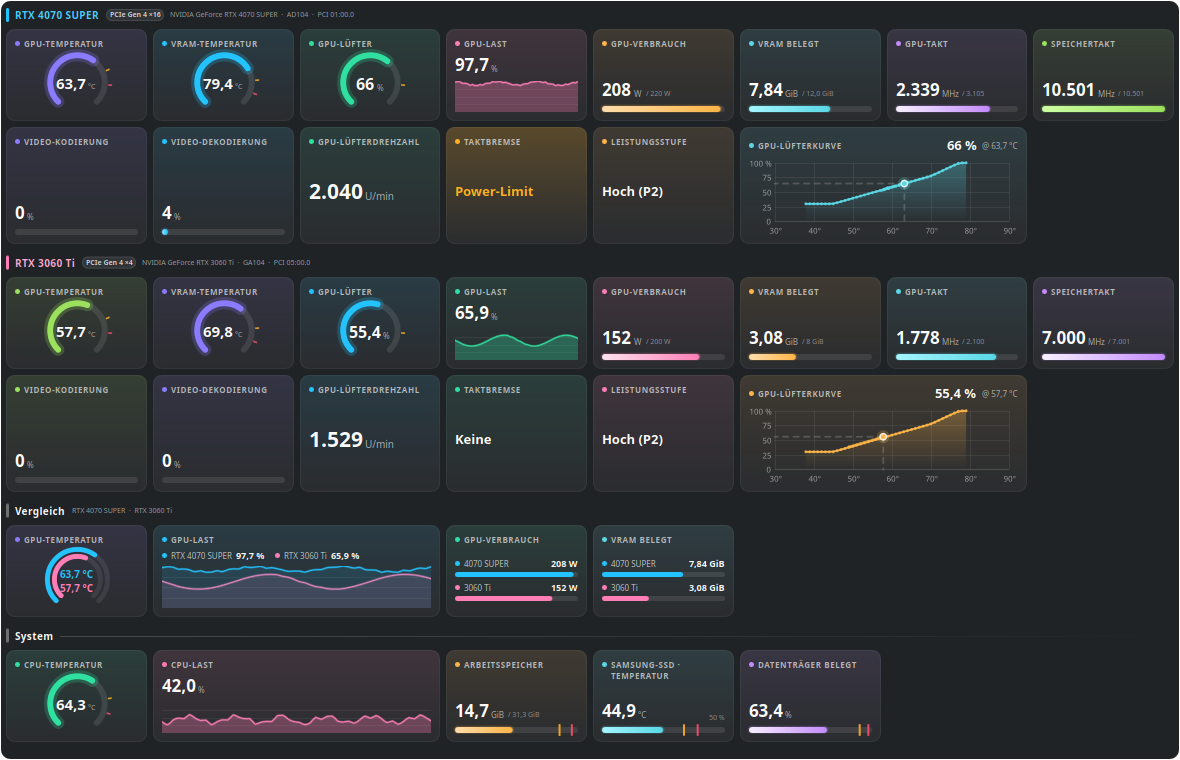 RTX 4070 SUPER PCIe Gen 4 ×16 NVIDIA GeForce RTX 4070 SUPER · AD104 · PCI 01:00.0
GPU-TEMPERATUR
63,7 °C
VRAM-TEMPERATUR
79,4 °C
GPU-LÜFTER
66 %
GPU-LAST
97,7 %
GPU-VERBRAUCH
208 W / 220 W
VRAM BELEGT
7,84 GiB / 12,0 GiB
GPU-TAKT
2.339 MHz / 3.105
SPEICHERTAKT
10.501 MHz / 10.501
VIDEO-KODIERUNG
0 %
VIDEO-DEKODIERUNG
4 %
GPU-LÜFTERDREHZAHL
2.040 U/min
TAKTBREMSE
Power-Limit
LEISTUNGSSTUFE
Hoch (P2)
GPU-LÜFTERKURVE 66 % @ 63,7 °C
100 %
75
50
25
0
30° 40° 50° 60° 70° 80° 90°
RTX 3060 Ti PCIe Gen 4 ×4 NVIDIA GeForce RTX 3060 Ti · GA104 · PCI 05:00.0
GPU-TEMPERATUR
57,7 °C
VRAM-TEMPERATUR
69,8 °C
GPU-LÜFTER
55,4 %
GPU-LAST
65,9 %
GPU-VERBRAUCH
152 W / 200 W
VRAM BELEGT
3,08 GiB / 8 GiB
GPU-TAKT
1.778 MHz / 2.100
SPEICHERTAKT
7.000 MHz / 7.001
VIDEO-KODIERUNG
0 %
VIDEO-DEKODIERUNG
0 %
GPU-LÜFTERDREHZAHL
1.529 U/min
TAKTBREMSE
Keine
LEISTUNGSSTUFE
Hoch (P2)
GPU-LÜFTERKURVE 55,4 % @ 57,7 °C
100 %
75
50
25
0
30° 40° 50° 60° 70° 80° 90°
Vergleich RTX 4070 SUPER · RTX 3060 Ti
GPU-TEMPERATUR
63,7 °C
57,7 °C
GPU-LAST
RTX 4070 SUPER 97,7 % RTX 3060 Ti 65,9 %
GPU-VERBRAUCH
4070 SUPER 208 W
3060 Ti 152 W
VRAM BELEGT
4070 SUPER 7,84 GiB
3060 Ti 3,08 GiB
System
CPU-TEMPERATUR
64,3 °C
CPU-LAST
42,0 %
ARBEITSSPEICHER
14,7 GiB / 31,3 GiB
SAMSUNG-SSD ·
TEMPERATUR
44,9 °C 50 %
DATENTRÄGER BELEGT
63,4 %